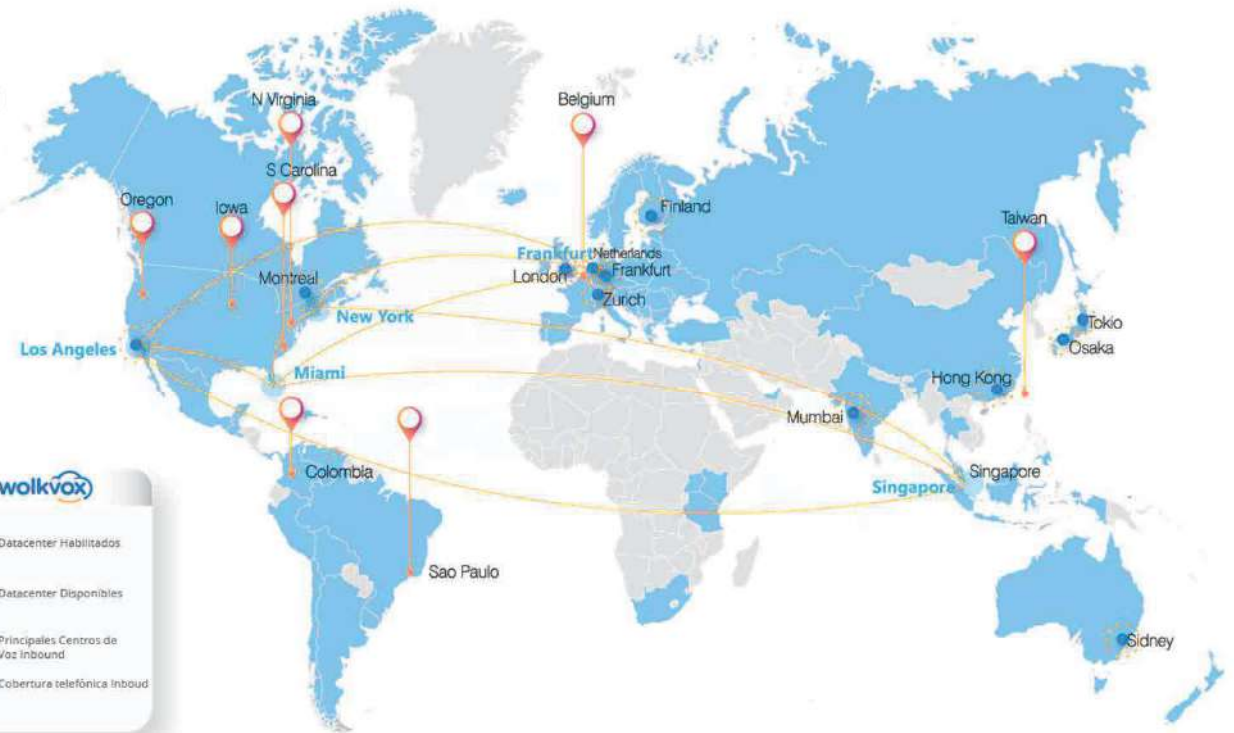 N Virginia
Belgium
S Carolina
Oregon
Iowa
Finland
Taiwan
Frankfurt
Netherlands
London
Frankfurt
Montreal
Zurich
New York
Tokio
Los Angeles
Osaka
Miami
Hong Kong
Mumbai
Colombia
Singapore
Singapore
wolkvox
Datacenter Habilitados
Sao Paulo
Datacenter Disponibles
Principales Centros de
Voz Inbound
Sidney
Cobertura telefónica Inboud